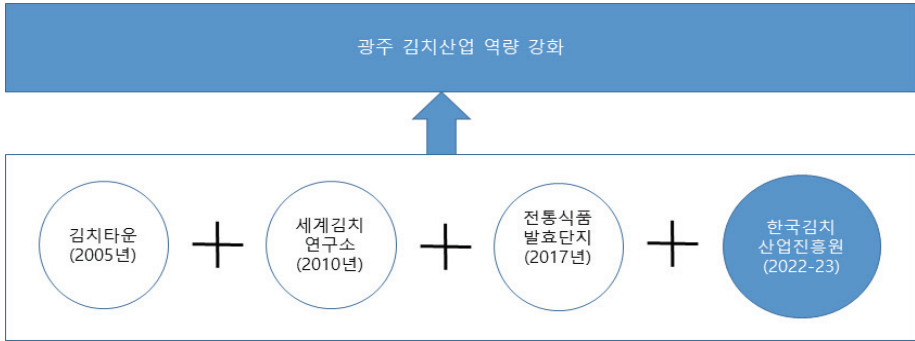 광주 김치산업 역량 강화
김치타운
(2005년)
세계김치
연구소
(2010년)
전통식품
발효단지
(2017년)
한국김치
산업진흥원
(2022-23)